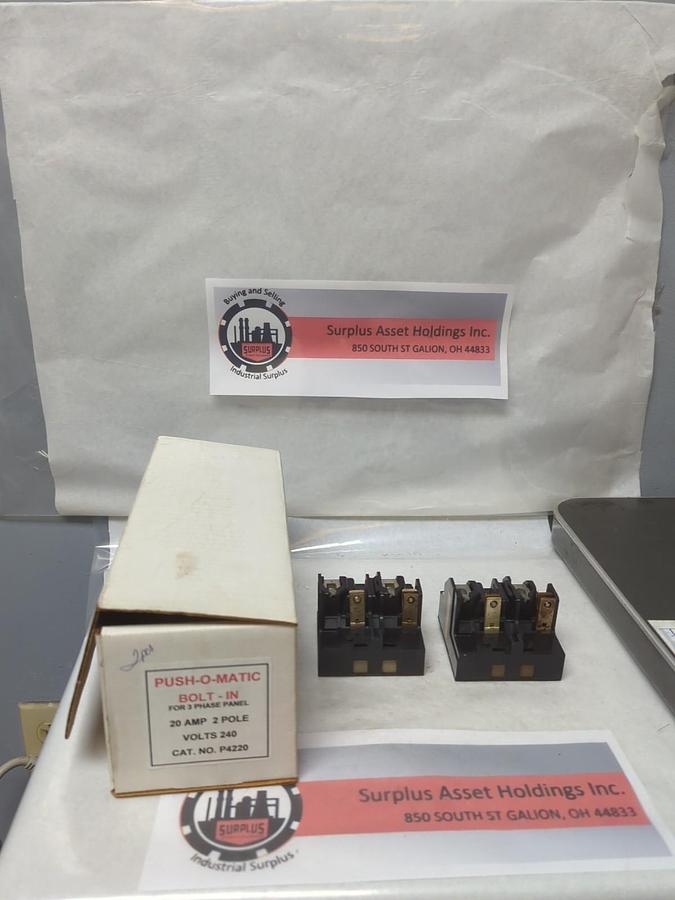 Buying and Selling
SURPLUS
Industrial Surplus
Surplus Asset Holdings Inc.
850 SOUTH ST GALION, OH 44833
2pcs
PUSH-O-MATIC
BOLT - IN
FOR 3 PHASE PANEL
20 AMP 2 POLE
VOLTS 240
CAT. NO. P4220
SURPLUS
Industrial Surplus
Surplus Asset Holdings Inc.
850 SOUTH ST GALION, OH 44833